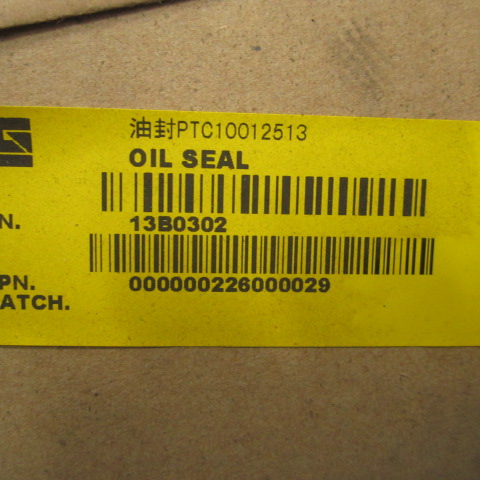 油封PTC10012513
OIL SEAL
N. 13B0302
PN. 000000226000029
ATCH.